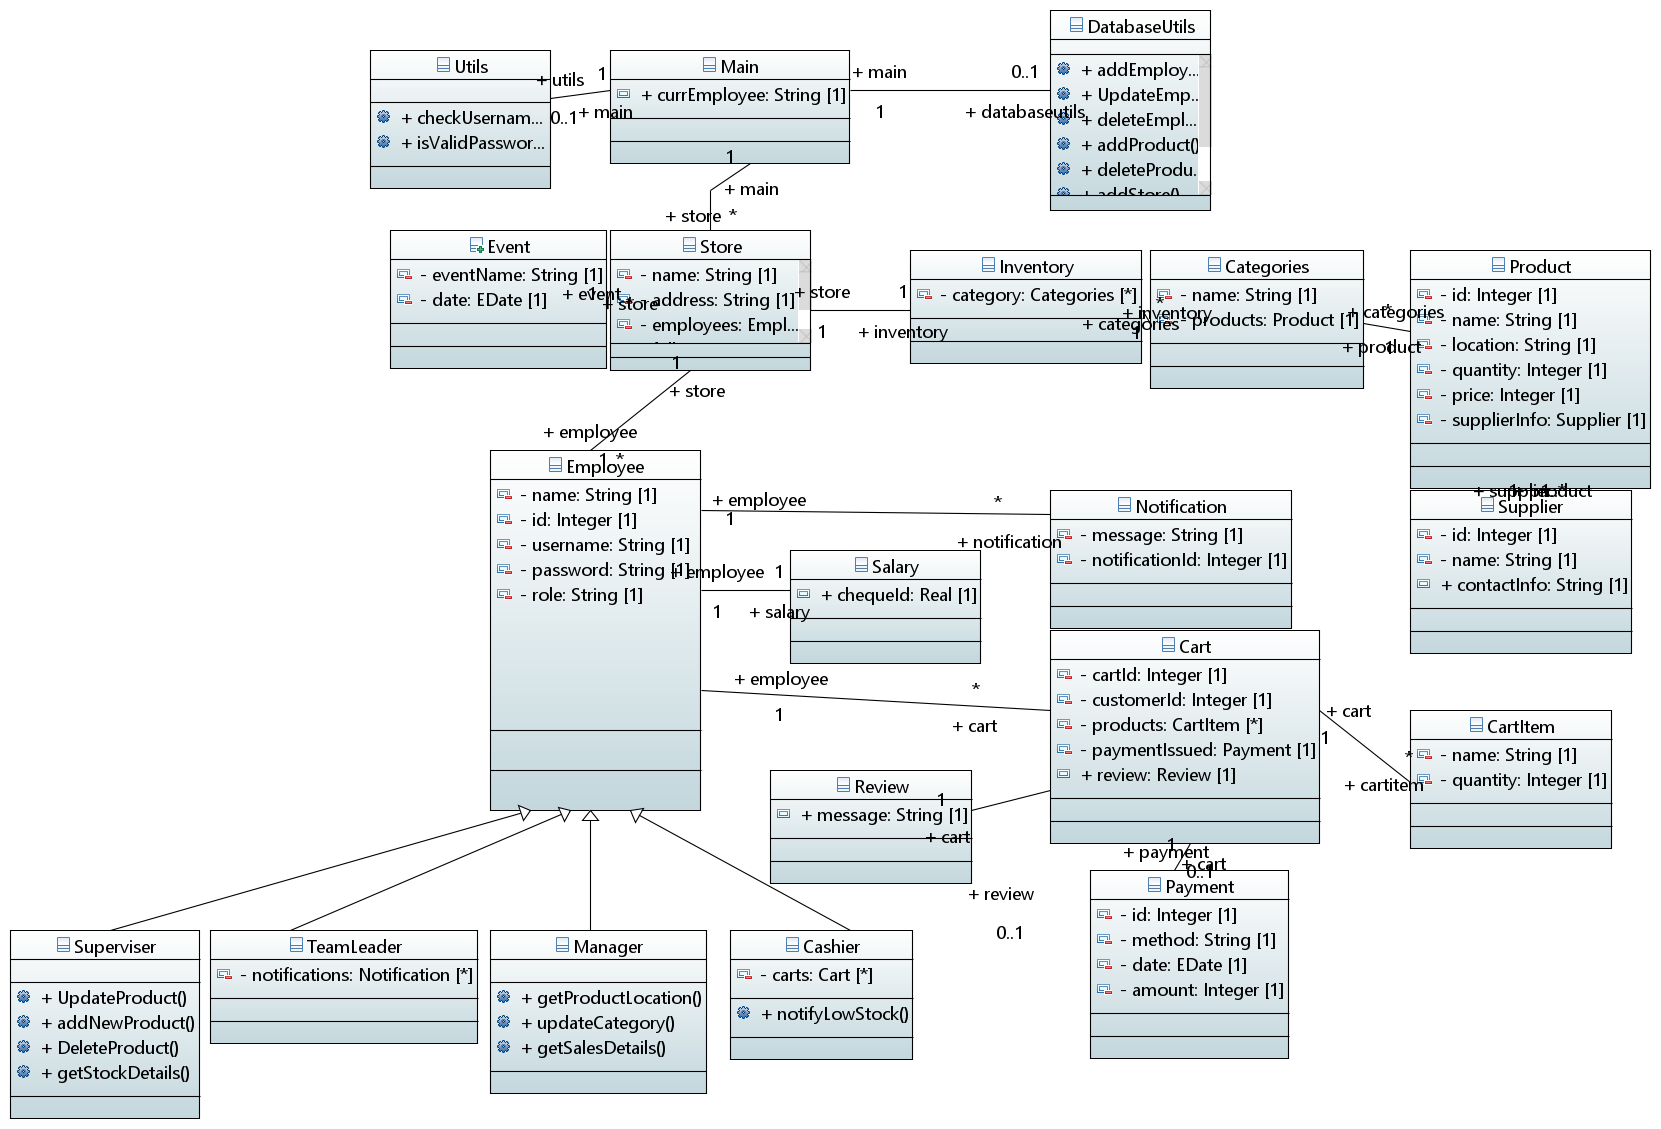 DatabaseUtils
+ addEmploy...
+ UpdateEmp...
+ deleteEmpl...
+ addProduct()
+ deleteProdu.
+ addStore()
Utils
+ checkUsernam...
+ isValidPasswor...
Main
+ currEmployee: String [1]
+ utils
1
0..1
+ main
+ main
0..1
1
+ databaseutils
1
+ main
+ store
*
Event
- eventName: String [1]
- date: EDate [1]
+ event
1
+ store
*
Store
- name: String [1]
- address: String [1]
- employees: Empl...
+ store
1
1
+ inventory
Inventory
- category: Categories [*]
+ inventory
*
+ categories
1
Categories
- name: String [1]
- products: Product [1]
+ categories
*
+ product
1
Product
- id: Integer [1]
- name: String [1]
- location: String [1]
- quantity: Integer [1]
- price: Integer [1]
- supplierInfo: Supplier [1]
1
+ store
+ employee
1
*
Employee
- name: String [1]
- id: Integer [1]
- username: String [1]
- password: String [1]
- role: String [1]
+ employee
*
1
+ notification
Notification
- message: String [1]
- notificationId: Integer [1]
Supplier
- id: Integer [1]
- name: String [1]
+ contactInfo: String [1]
+ employee
1
1
+ salary
Salary
+ chequeId: Real [1]
+ employee
*
1
+ cart
Cart
- cartId: Integer [1]
- customerId: Integer [1]
- products: CartItem [*]
- paymentIssued: Payment [1]
+ review: Review [1]
+ cart
1
*
+ cartitem
CartItem
- name: String [1]
- quantity: Integer [1]
Review
+ message: String [1]
1
+ cart
+ review
0..1
1
+ payment
+ cart
0..1
Payment
- id: Integer [1]
- method: String [1]
- date: EDate [1]
- amount: Integer [1]
Superviser
+ UpdateProduct()
+ addNewProduct()
+ DeleteProduct()
+ getStockDetails()
TeamLeader
- notifications: Notification [*]
Manager
+ getProductLocation()
+ updateCategory()
+ getSalesDetails()
Cashier
- carts: Cart [*]
+ notifyLowStock()